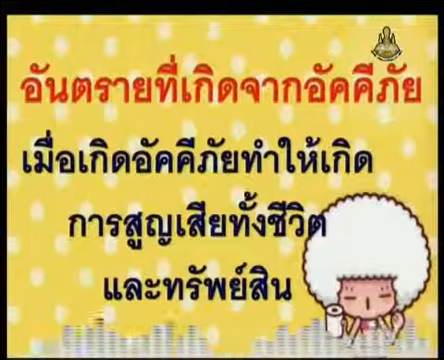 อันตรายที่เกิดจากอัคคีภัย
เมื่อเกิดอัคคีภัยทำให้เกิด
การสูญเสียทั้งชีวิต
และทรัพย์สิน